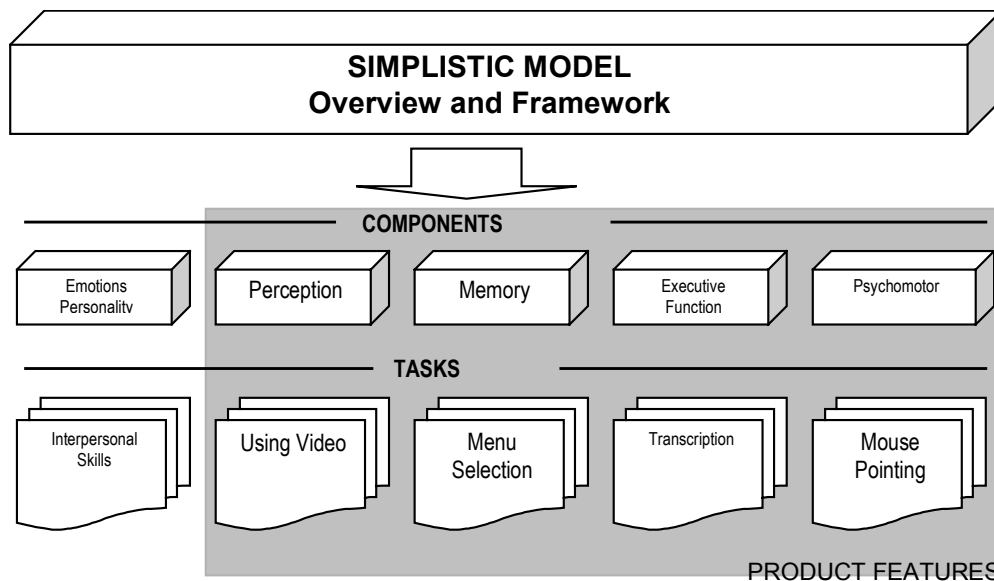 SIMPLISTIC MODEL
Overview and Framework
COMPONENTS
Emotions
Personality
Perception
Memory
Executive
Function
Psychomotor
TASKS
Interpersonal
Skills
Using Video
Menu
Selection
Transcription
Mouse
Pointing
PRODUCT FEATURES